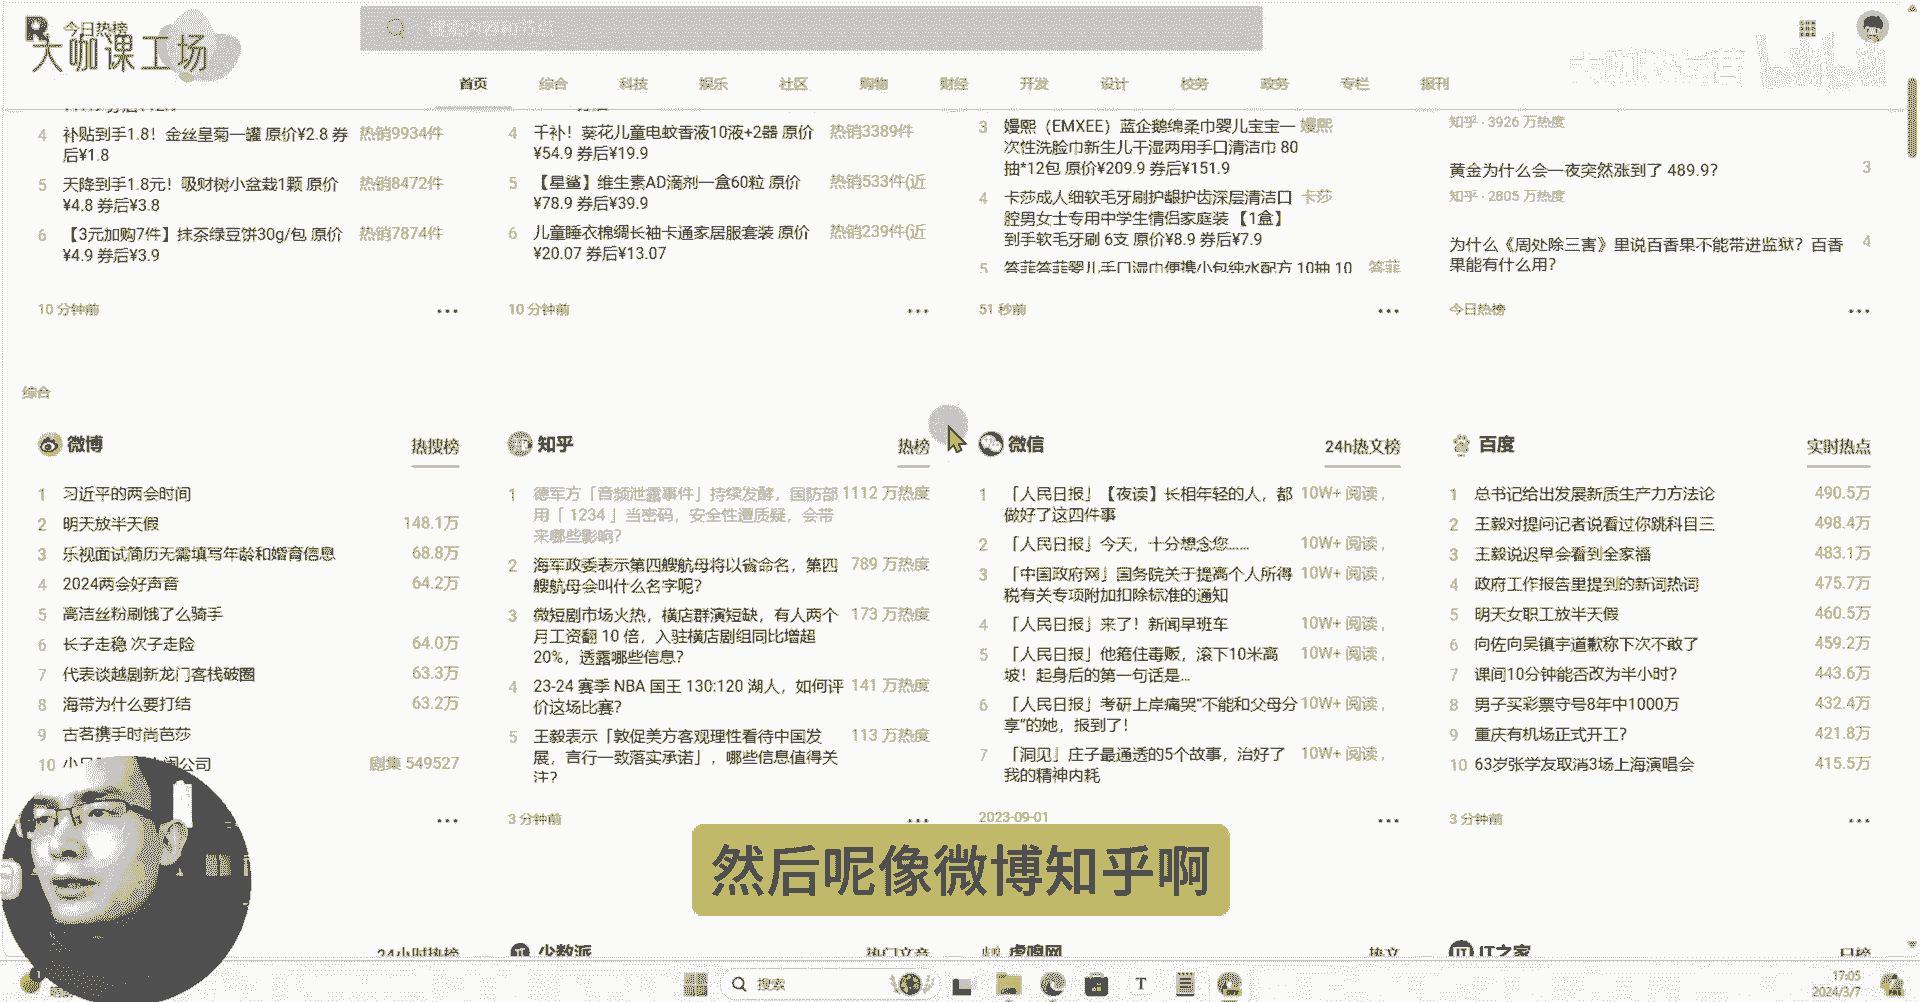 今日热榜
大咖课工场
搜索内容和节点
首页 综合 科技 娱乐 社区 购物 财经 开发 设计 校务 政务 专栏 报刊
4 补贴到手1.8！金丝皇菊一罐 原价¥2.8 券 热销9934件
后¥1.8
5 天降到手1.8元！吸财树小盆栽1颗 原价 热销8472件
¥4.8 券后¥3.8
6 【3元加购7件】抹茶绿豆饼30g/包 原价 热销7874件
¥4.9 券后¥3.9
10 分钟前
4 千补！葵花儿童电蚊香液10液+2器 原价 热销3389件
¥54.9 券后¥19.9
5 【星鲨】维生素AD滴剂一盒60粒 原价 热销533件(近
¥78.9 券后¥39.9
6 儿童睡衣棉绸长袖卡通家居服套装 原价 热销239件(近
¥20.07 券后¥13.07
10 分钟前
3 嫚熙（EMXEE）蓝企鹅绵柔巾婴儿宝宝一 嫚熙
次性洗脸巾新生儿干湿两用手口清洁巾 80
抽*12包 原价¥209.9 券后¥151.9
4 卡莎成人细软毛牙刷护龈护齿深层清洁口 卡莎
腔男女士专用中学生情侣家庭装 【1盒】
到手软毛牙刷 6支 原价¥8.9 券后¥7.9
5 答菲答菲婴儿手口湿巾便携小包纯水配方 10抽 10 答菲
51 秒前
知乎 · 3926 万热度
黄金为什么会一夜突然涨到了 489.9？ 3
知乎 · 2805 万热度
为什么《周处除三害》里说百香果不能带进监狱？百香 4
果能有什么用？
今日热榜
综合
微博 热搜榜
1 习近平的两会时间
2 明天放半天假 148.1万
3 乐视面试简历无需填写年龄和婚育信息 68.8万
4 2024两会好声音 64.2万
5 高洁丝粉刷饿了么骑手
6 长子走稳 次子走险 64.0万
7 代表谈越剧新龙门客栈破圈 63.3万
8 海带为什么要打结 63.2万
9 古茗携手时尚芭莎
10 剧集 549527
知乎 热榜
1 德军方「音频泄露事件」持续发酵，国防部 1112 万热度
用「 1234 」当密码，安全性遭质疑，会带
来哪些影响？
2 海军政委表示第四艘航母将以省命名，第四 789 万热度
艘航母会叫什么名字呢？
3 微短剧市场火热，横店群演短缺，有人两个 173 万热度
月工资翻 10 倍，入驻横店剧组同比增超
20%，透露哪些信息？
4 23-24 赛季 NBA 国王 130:120 湖人，如何评 141 万热度
价这场比赛？
5 王毅表示「敦促美方客观理性看待中国发 113 万热度
展，言行一致落实承诺」，哪些信息值得关
注？
3 分钟前
微信 24h热文榜
1 「人民日报」【夜读】长相年轻的人，都 10W+ 阅读，
做好了这四件事
2 「人民日报」今天，十分想念您…… 10W+ 阅读，
3 「中国政府网」国务院关于提高个人所得 10W+ 阅读，
税有关专项附加扣除标准的通知
4 「人民日报」来了！新闻早班车 10W+ 阅读，
5 「人民日报」他箍住毒贩，滚下10米高 10W+ 阅读，
坡！起身后的第一句话是…
6 「人民日报」考研上岸痛哭“不能和父母分 10W+ 阅读，
享”的她，报到了！
7 「洞见」庄子最通透的5个故事，治好了 10W+ 阅读，
我的精神内耗
2023-09-01
百度 实时热点
1 总书记给出发展新质生产力方法论 490.5万
2 王毅对提问记者说看过你跳科目三 498.4万
3 王毅说迟早会看到全家福 483.1万
4 政府工作报告里提到的新词热词 475.7万
5 明天女职工放半天假 460.5万
6 向佐向吴镇宇道歉称下次不敢了 459.2万
7 课间10分钟能否改为半小时？ 443.6万
8 男子买彩票守号8年中1000万 432.4万
9 重庆有机场正式开工？ 421.8万
10 63岁张学友取消3场上海演唱会 415.5万
3 分钟前
然后呢像微博知乎啊
24小时热榜
少数派 热门文章
虎嗅网 热文
IT之家 日榜
搜索
17:05
2024/3/7